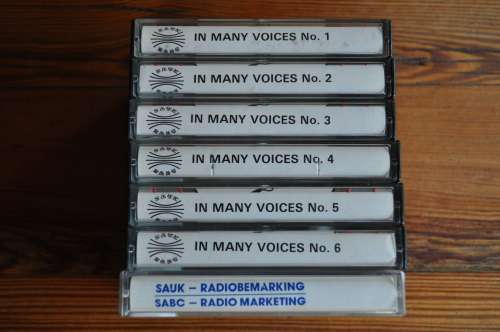 IN MANY VOICES No. 1
IN MANY VOICES No. 2
IN MANY VOICES No. 3
IN MANY VOICES No. 4
IN MANY VOICES No. 5
IN MANY VOICES No. 6
SAUK – RADIOBEMARKING
SABC – RADIO MARKETING